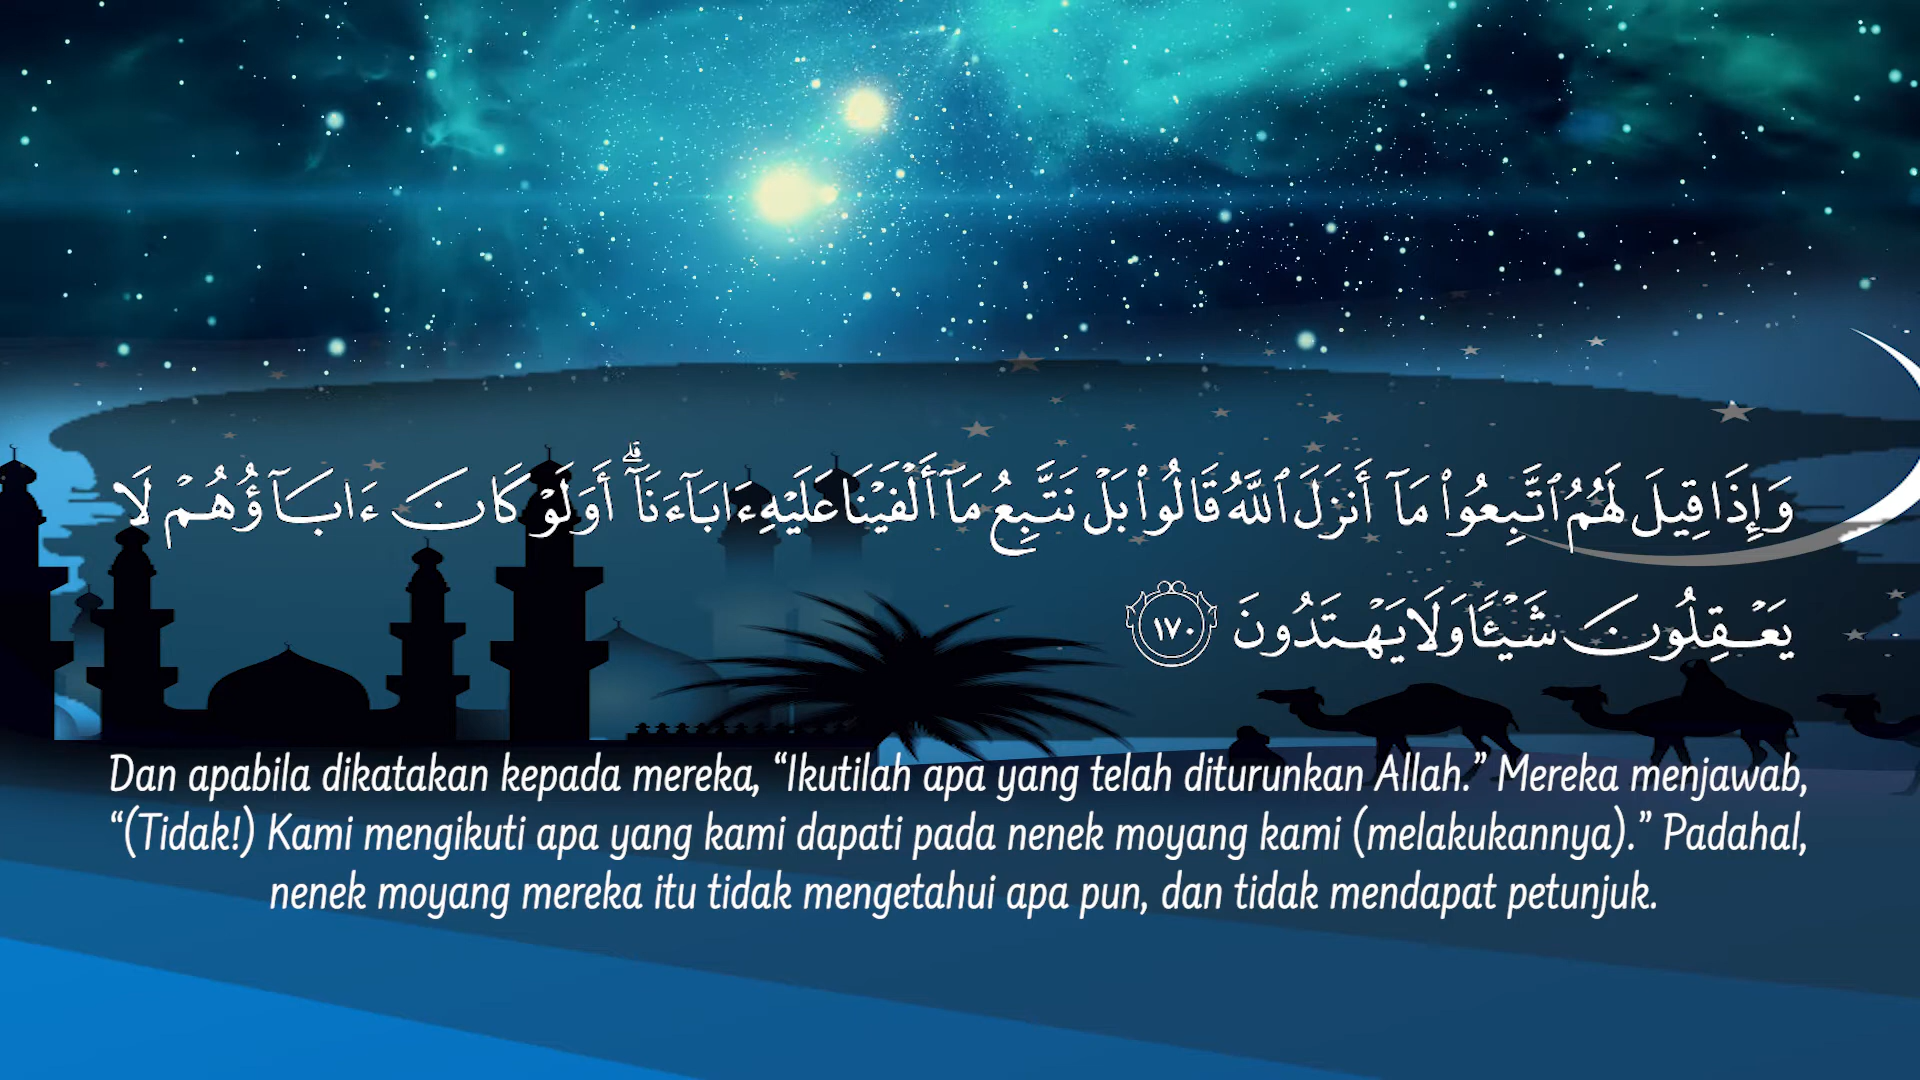 وَإِذَا قِيلَ لَهُمُ ٱتَّبِعُوا۟ مَآ أَنزَلَ ٱللَّهُ قَالُوا۟ بَلْ نَتَّبِعُ مَآ أَلْفَيْنَا عَلَيْهِ ءَابَآءَنَآ ۗ أَوَلَوْ كَانَ ءَابَآؤُهُمْ لَا
يَعْقِلُونَ شَيْـًٔا وَلَا يَهْتَدُونَ ١٧٠
Dan apabila dikatakan kepada mereka, “Ikutilah apa yang telah diturunkan Allah.” Mereka menjawab,
“(Tidak!) Kami mengikuti apa yang kami dapati pada nenek moyang kami (melakukannya).” Padahal,
nenek moyang mereka itu tidak mengetahui apa pun, dan tidak mendapat petunjuk.